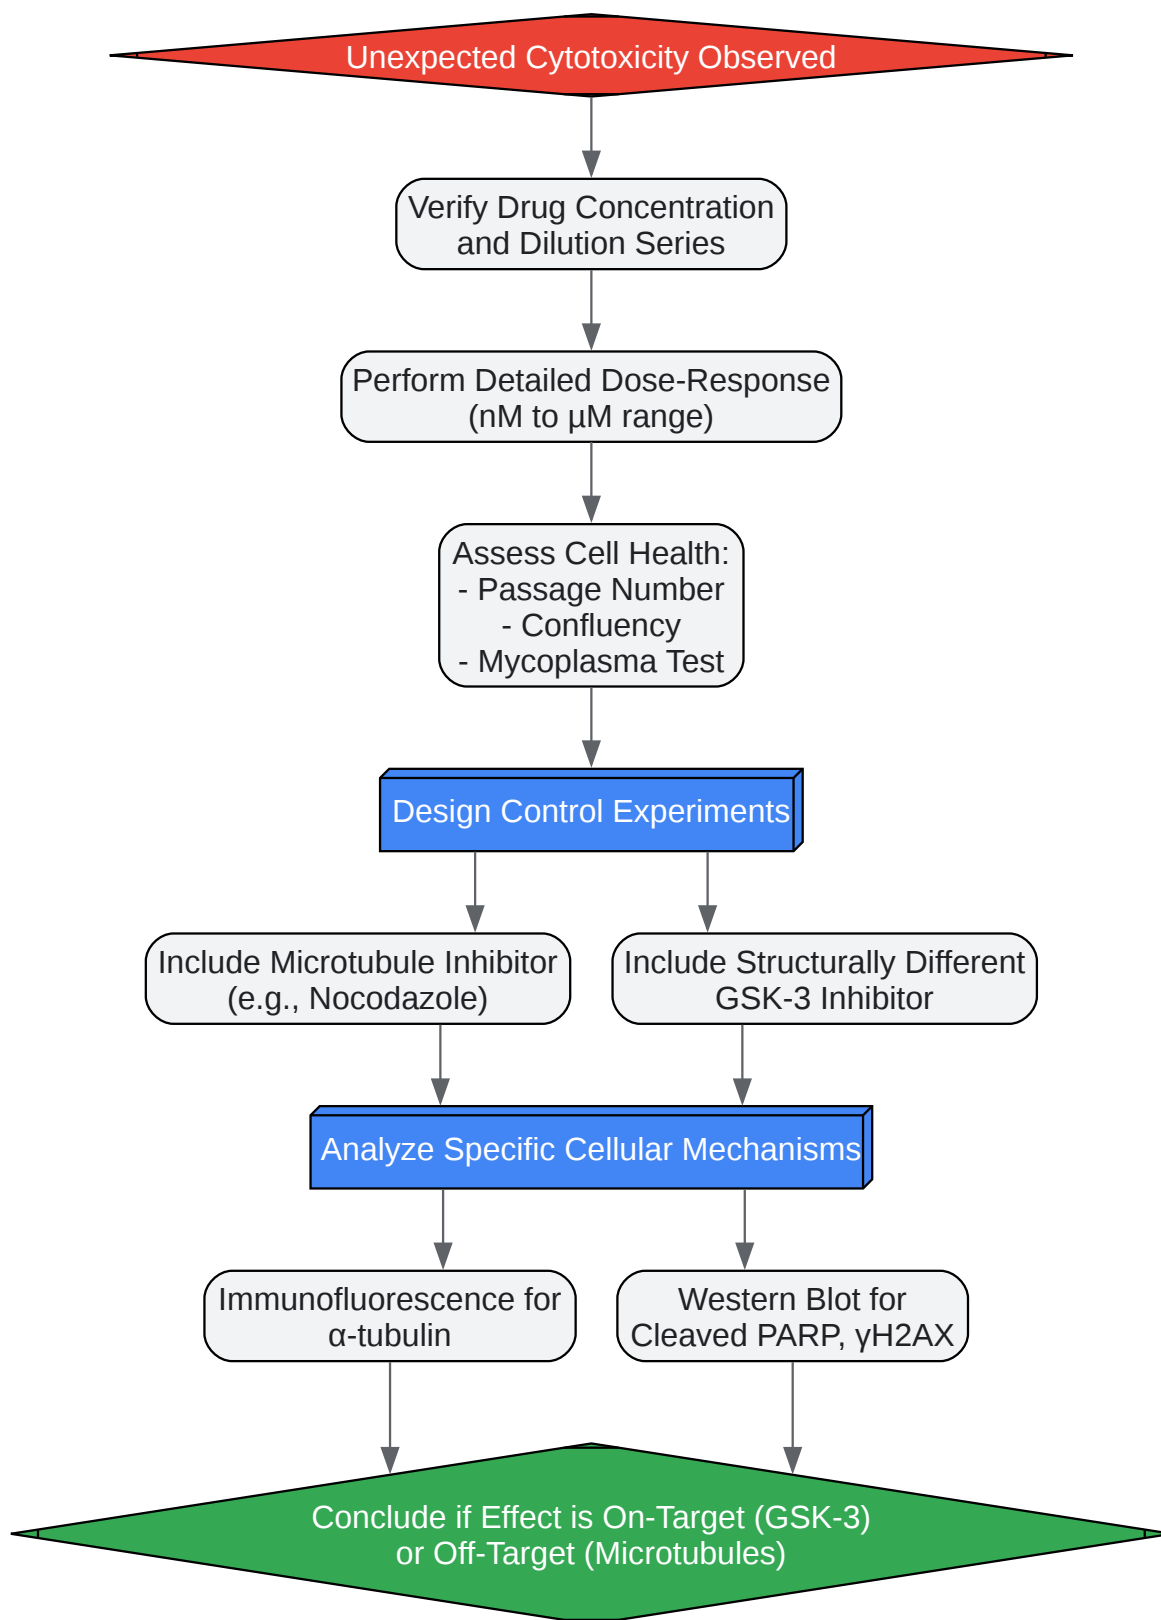 Unexpected Cytotoxicity Observed
Verify Drug Concentration
and Dilution Series
Perform Detailed Dose-Response
(nM to µM range)
Assess Cell Health:
- Passage Number
- Confluency
- Mycoplasma Test
Design Control Experiments
Include Microtubule Inhibitor
(e.g., Nocodazole)
Include Structurally Different
GSK-3 Inhibitor
Analyze Specific Cellular Mechanisms
Immunofluorescence for
α-tubulin
Western Blot for
Cleaved PARP, γH2AX
Conclude if Effect is On-Target (GSK-3)
or Off-Target (Microtubules)